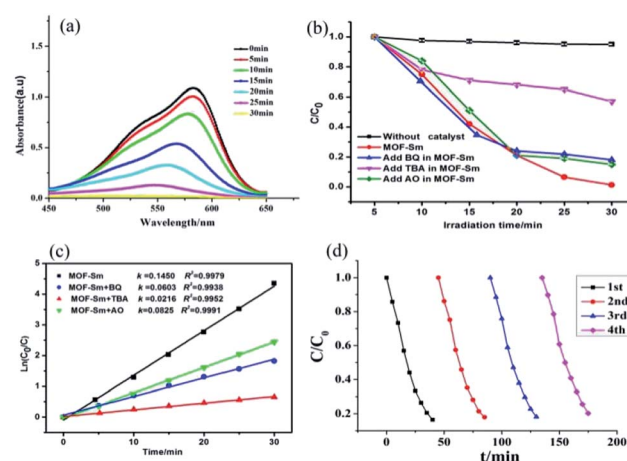 (a)
Absorbance[a.u]
1.5
1.0
0.5
0.0
450
500
550
600
650
Wavelength/nm
0min
5min
10min
15min
20min
25min
30min
(b)
C/C0
1.0
0.8
0.6
0.4
0.2
0.0
5
10
15
20
25
30
Irradiation time/min
Without catalyst
MOF-Sm
Add BQ in MOF-Sm
Add TBA in MOF-Sm
Add AO in MOF-Sm
(c)
Ln(C0/C)
5
4
3
2
1
0
0
10
20
30
Time/min
MOF-Sm k=0.1450 R²=0.9979
MOF-Sm+BQ k=0.0603 R²=0.9938
MOF-Sm+TBA k=0.0216 R²=0.9952
MOF-Sm+AO k=0.0825 R²=0.9991
(d)
C/C0
1.0
0.8
0.6
0.4
0.2
0
50
100
150
200
t/min
1st
2nd
3rd
4th